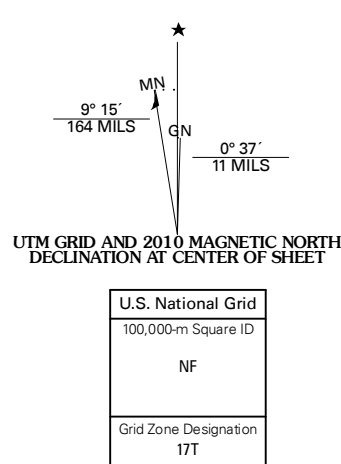 MN
9° 15´
164 MILS
GN
0° 37´
11 MILS
UTM GRID AND 2010 MAGNETIC NORTH
DECLINATION AT CENTER OF SHEET
U.S. National Grid
100,000-m Square ID
NF
Grid Zone Designation
17T